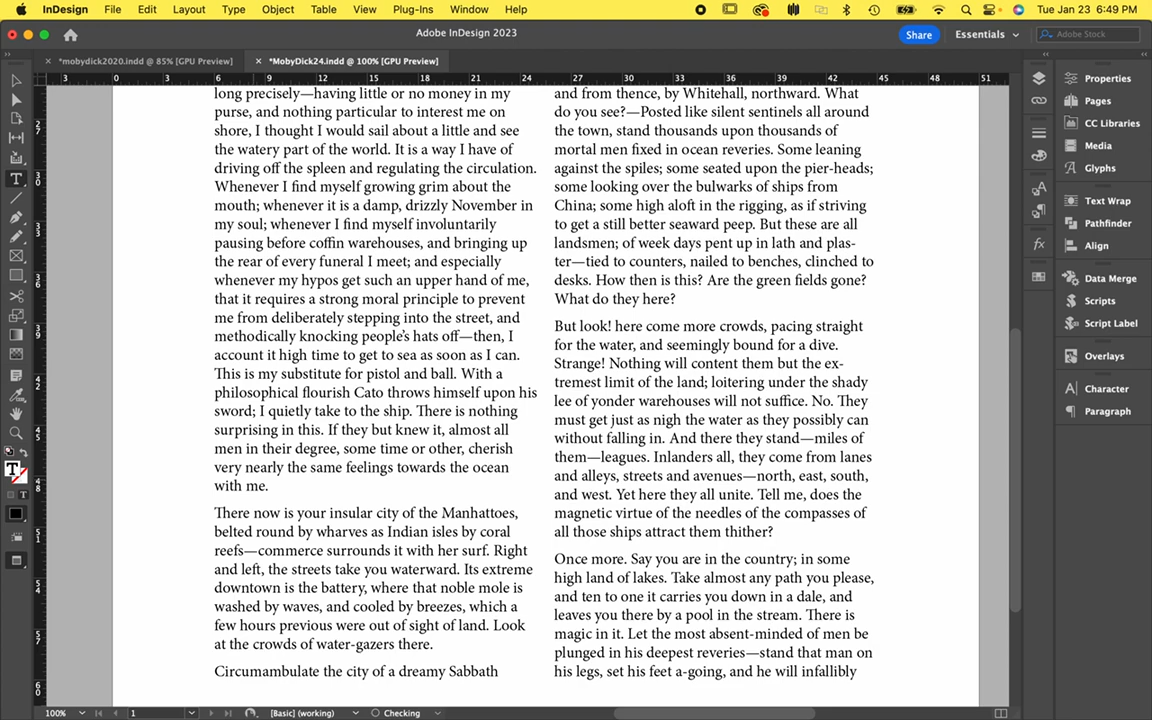 InDesign File Edit Layout Type Object Table View Plug-Ins Window Help Tue Jan 23 6:49 PM
Adobe InDesign 2023
Share Essentials Adobe Stock
*mobydick2020.indd @ 85% [GPU Preview] *MobyDick24.indd @ 100% [GPU Preview]
3 0 3 6 9 12 15 18 21 24 27 30 33 36 39 42 45 48 51
long precisely—having little or no money in my
purse, and nothing particular to interest me on
shore, I thought I would sail about a little and see
the watery part of the world. It is a way I have of
driving off the spleen and regulating the circulation.
Whenever I find myself growing grim about the
mouth; whenever it is a damp, drizzly November in
my soul; whenever I find myself involuntarily
pausing before coffin warehouses, and bringing up
the rear of every funeral I meet; and especially
whenever my hypos get such an upper hand of me,
that it requires a strong moral principle to prevent
me from deliberately stepping into the street, and
methodically knocking people's hats off—then, I
account it high time to get to sea as soon as I can.
This is my substitute for pistol and ball. With a
philosophical flourish Cato throws himself upon his
sword; I quietly take to the ship. There is nothing
surprising in this. If they but knew it, almost all
men in their degree, some time or other, cherish
very nearly the same feelings towards the ocean
with me.
There now is your insular city of the Manhattoes,
belted round by wharves as Indian isles by coral
reefs—commerce surrounds it with her surf. Right
and left, the streets take you waterward. Its extreme
downtown is the battery, where that noble mole is
washed by waves, and cooled by breezes, which a
few hours previous were out of sight of land. Look
at the crowds of water-gazers there.
Circumambulate the city of a dreamy Sabbath
and from thence, by Whitehall, northward. What
do you see?—Posted like silent sentinels all around
the town, stand thousands upon thousands of
mortal men fixed in ocean reveries. Some leaning
against the spiles; some seated upon the pier-heads;
some looking over the bulwarks of ships from
China; some high aloft in the rigging, as if striving
to get a still better seaward peep. But these are all
landsmen; of week days pent up in lath and plas-
ter—tied to counters, nailed to benches, clinched to
desks. How then is this? Are the green fields gone?
What do they here?
But look! here come more crowds, pacing straight
for the water, and seemingly bound for a dive.
Strange! Nothing will content them but the ex-
tremest limit of the land; loitering under the shady
lee of yonder warehouses will not suffice. No. They
must get just as nigh the water as they possibly can
without falling in. And there they stand—miles of
them—leagues. Inlanders all, they come from lanes
and alleys, streets and avenues—north, east, south,
and west. Yet here they all unite. Tell me, does the
magnetic virtue of the needles of the compasses of
all those ships attract them thither?
Once more. Say you are in the country; in some
high land of lakes. Take almost any path you please,
and ten to one it carries you down in a dale, and
leaves you there by a pool in the stream. There is
magic in it. Let the most absent-minded of men be
plunged in his deepest reveries—stand that man on
his legs, set his feet a-going, and he will infallibly
Properties
Pages
CC Libraries
Media
Glyphs
Text Wrap
Pathfinder
Align
Data Merge
Scripts
Script Label
Overlays
Character
Paragraph
100% 1 [Basic] (working) Checking